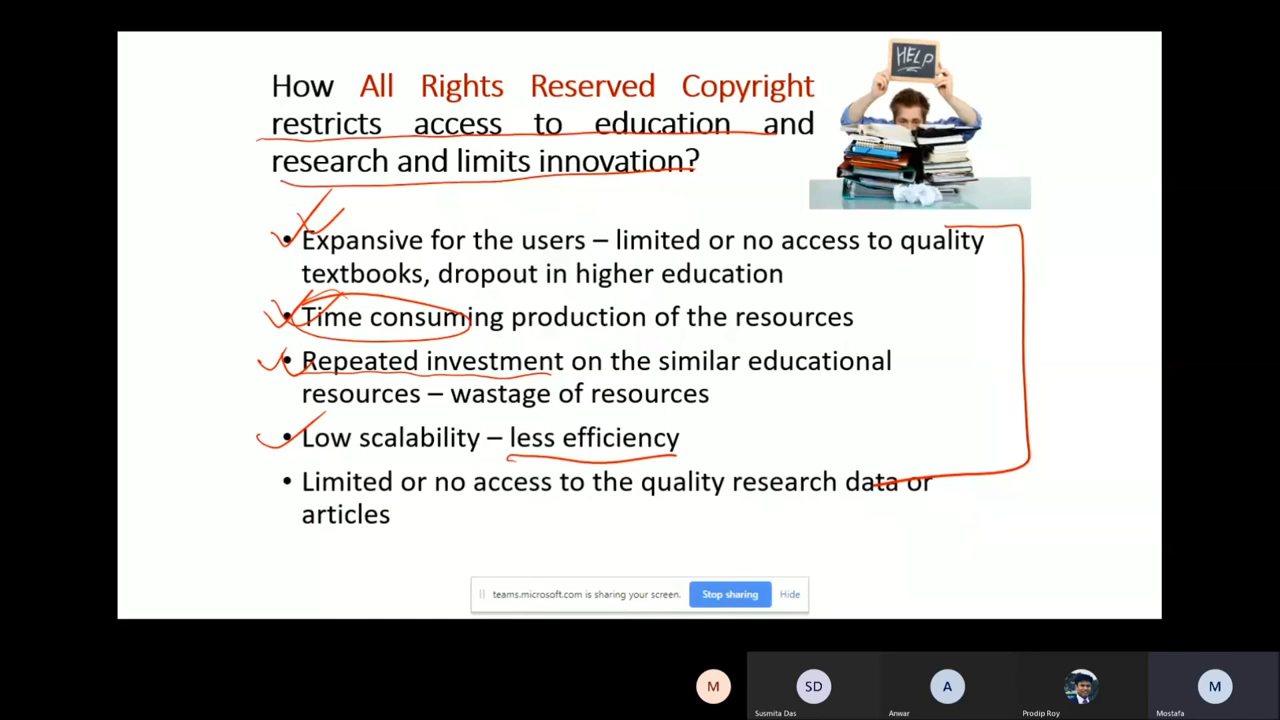 HELP
How All Rights Reserved Copyright
restricts access to education and
research and limits innovation?
• Expansive for the users – limited or no access to quality
textbooks, dropout in higher education
• Time consuming production of the resources
• Repeated investment on the similar educational
resources – wastage of resources
• Low scalability – less efficiency
• Limited or no access to the quality research data or
articles
teams.microsoft.com is sharing your screen. Stop sharing Hide
M SD A M
Susmita Das Anwar Prodip Roy Mostafa